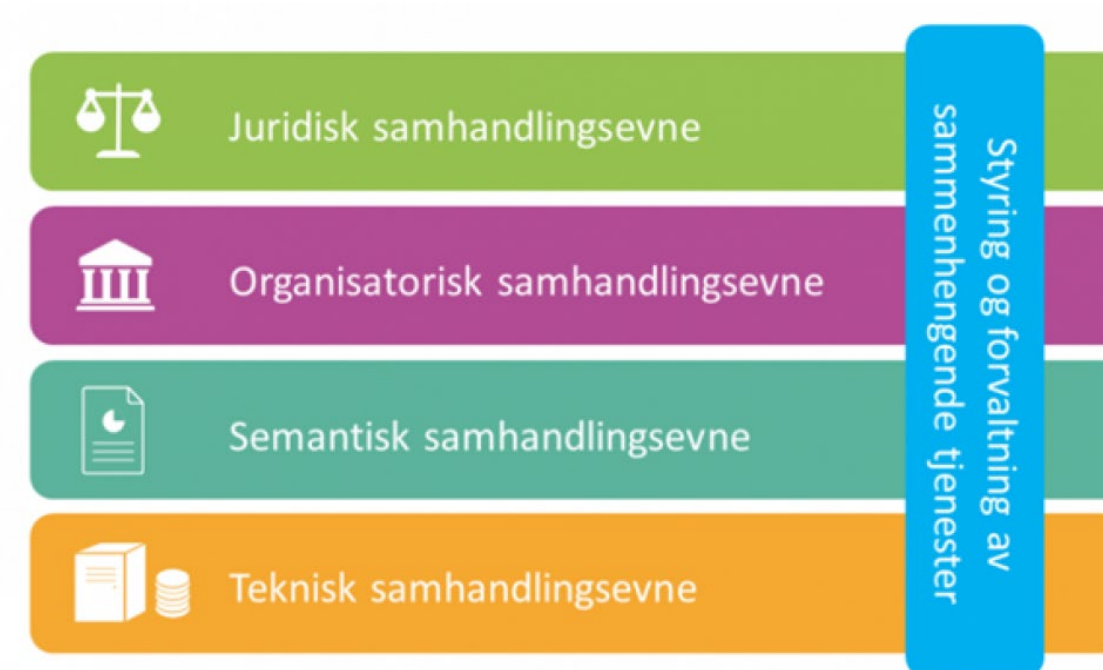 Juridisk samhandlingsevne
Organisatorisk samhandlingsevne
Semantisk samhandlingsevne
Teknisk samhandlingsevne
Styring og forvaltning av
sammenhengende tjenester